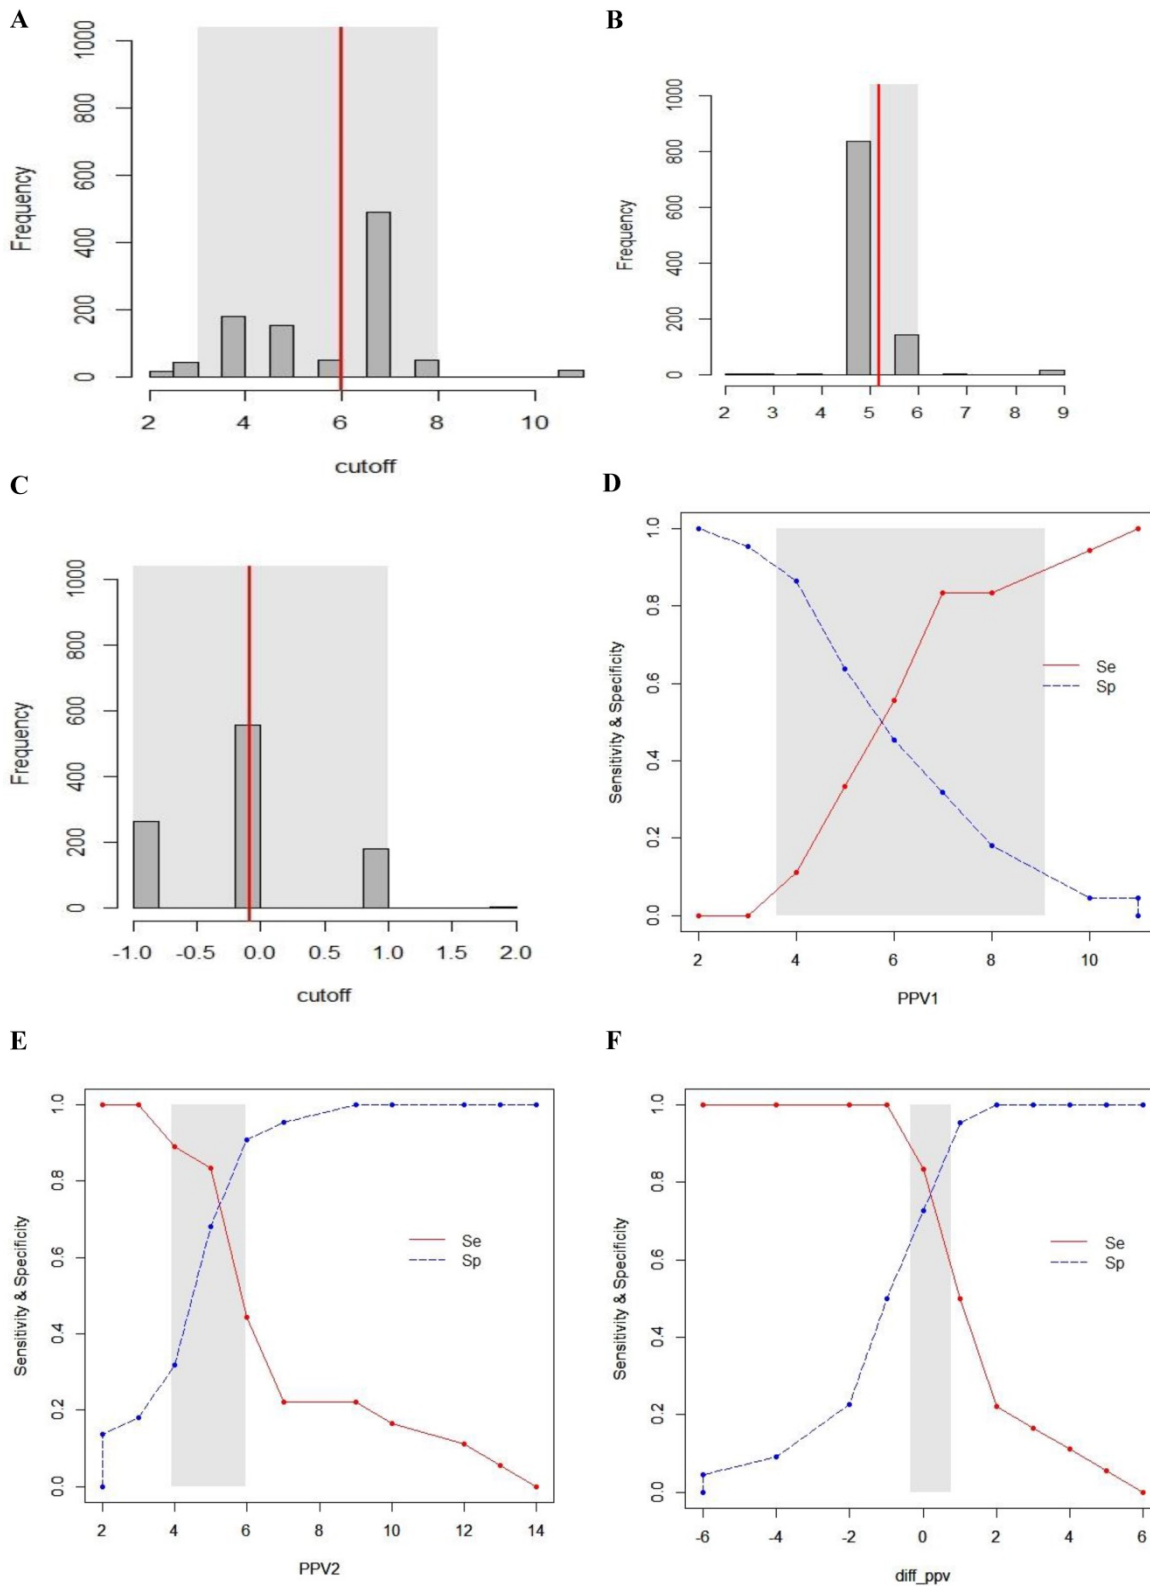 A
1000
800
600
400
200
0
Frequency
2 4 6 8 10
cutoff
B
1000
800
600
400
200
0
Frequency
2 3 4 5 6 7 8 9
C
1000
800
600
400
200
0
Frequency
-1.0 -0.5 0.0 0.5 1.0 1.5 2.0
cutoff
D
1.0
0.8
0.6
0.4
0.2
0.0
Sensitivity & Specificity
Se
Sp
2 4 6 8 10
PPV1
E
1.0
0.8
0.6
0.4
0.2
0.0
Sensitivity & Specificity
Se
Sp
2 4 6 8 10 12 14
PPV2
F
1.0
0.8
0.6
0.4
0.2
0.0
Sensitivity & Specificity
Se
Sp
-6 -4 -2 0 2 4 6
diff_ppv